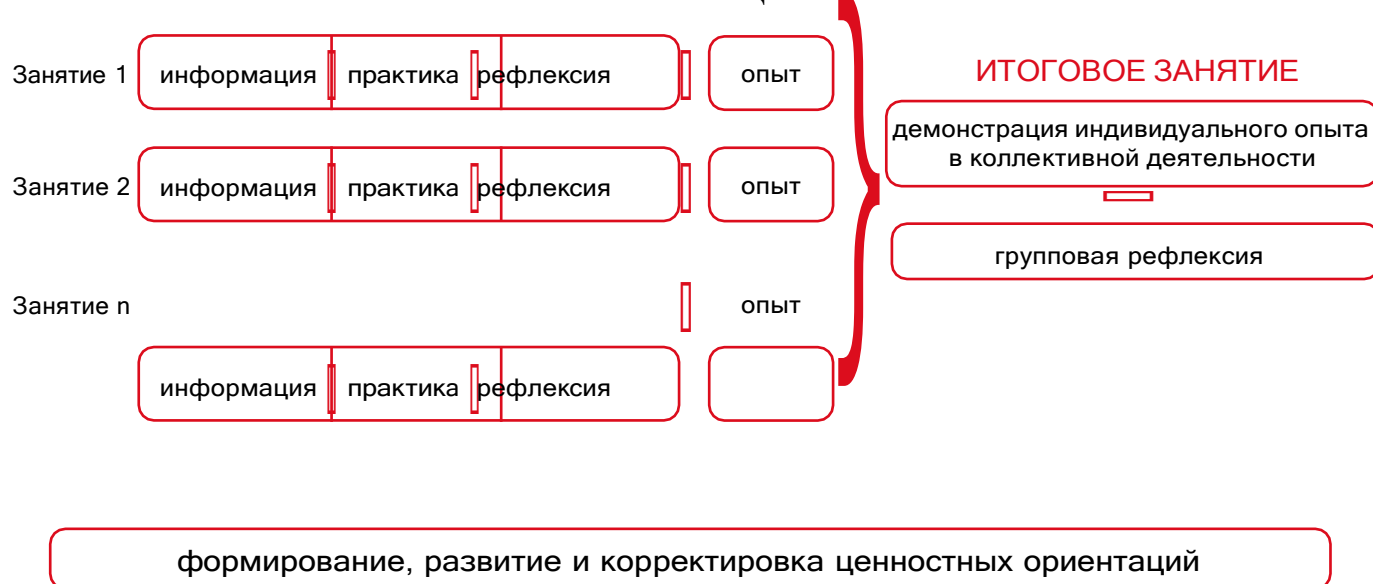 Занятие 1 информация практика рефлексия опыт
ИТОГОВОЕ ЗАНЯТИЕ
демонстрация индивидуального опыта
в коллективной деятельности
Занятие 2 информация практика рефлексия опыт
групповая рефлексия
Занятие n опыт
информация практика рефлексия
формирование, развитие и корректировка ценностных ориентаций